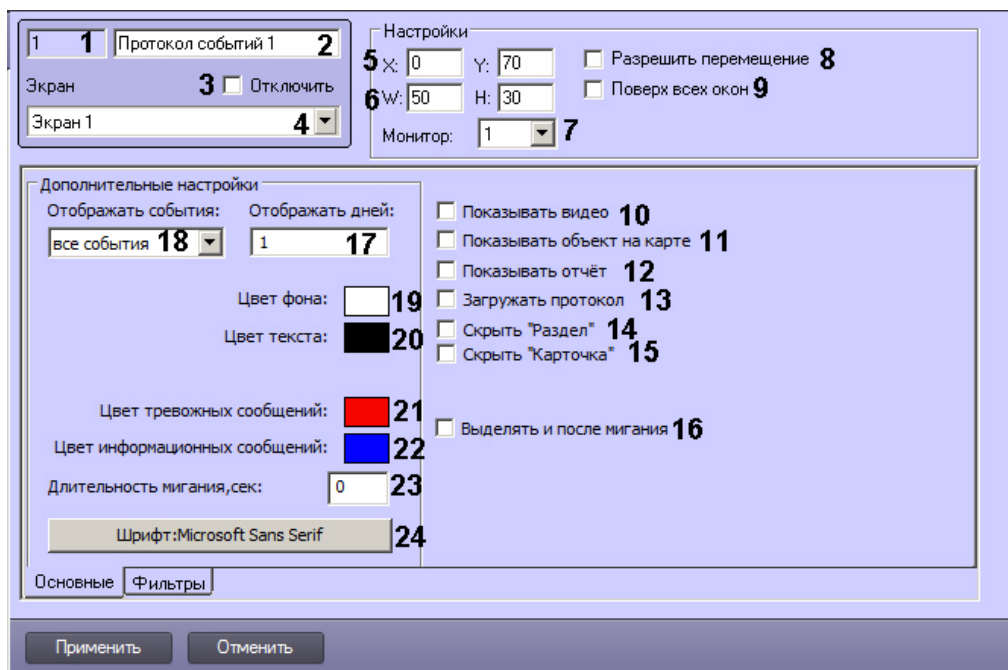 1 1 Протокол событий 1 2
Экран 3 Отключить
Экран 1 4
Настройки
5 X: 0 Y: 70 Разрешить перемещение 8
6 W: 50 H: 30 Поверх всех окон 9
Монитор: 1 7
Дополнительные настройки
Отображать события: Отображать дней:
все события 18 1 17
Цвет фона: 19
Цвет текста: 20
Цвет тревожных сообщений: 21
Цвет информационных сообщений: 22
Длительность мигания,сек: 0 23
Шрифт:Microsoft Sans Serif 24
Показывать видео 10
Показывать объект на карте 11
Показывать отчёт 12
Загружать протокол 13
Скрыть "Раздел" 14
Скрыть "Карточка" 15
Выделять и после мигания 16
Основные Фильтры
Применить Отменить